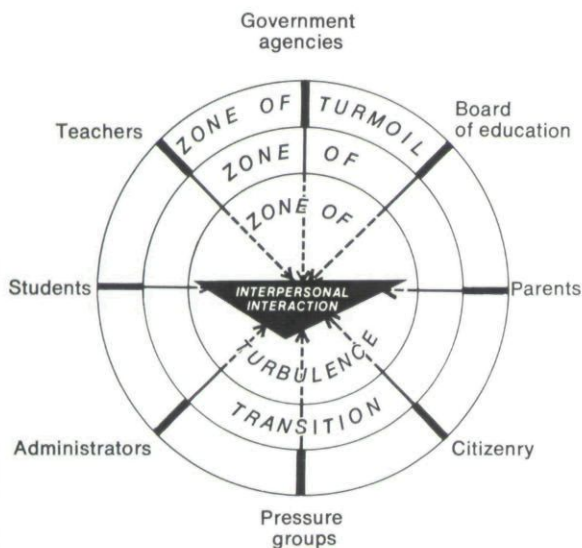 Government
agencies
Teachers
ZONE OF TURMOIL
Board
of education
ZONE OF
ZONE OF
Students
INTERPERSONAL
INTERACTION
Parents
TURBULENCE
TRANSITION
Administrators
Citizenry
Pressure
groups